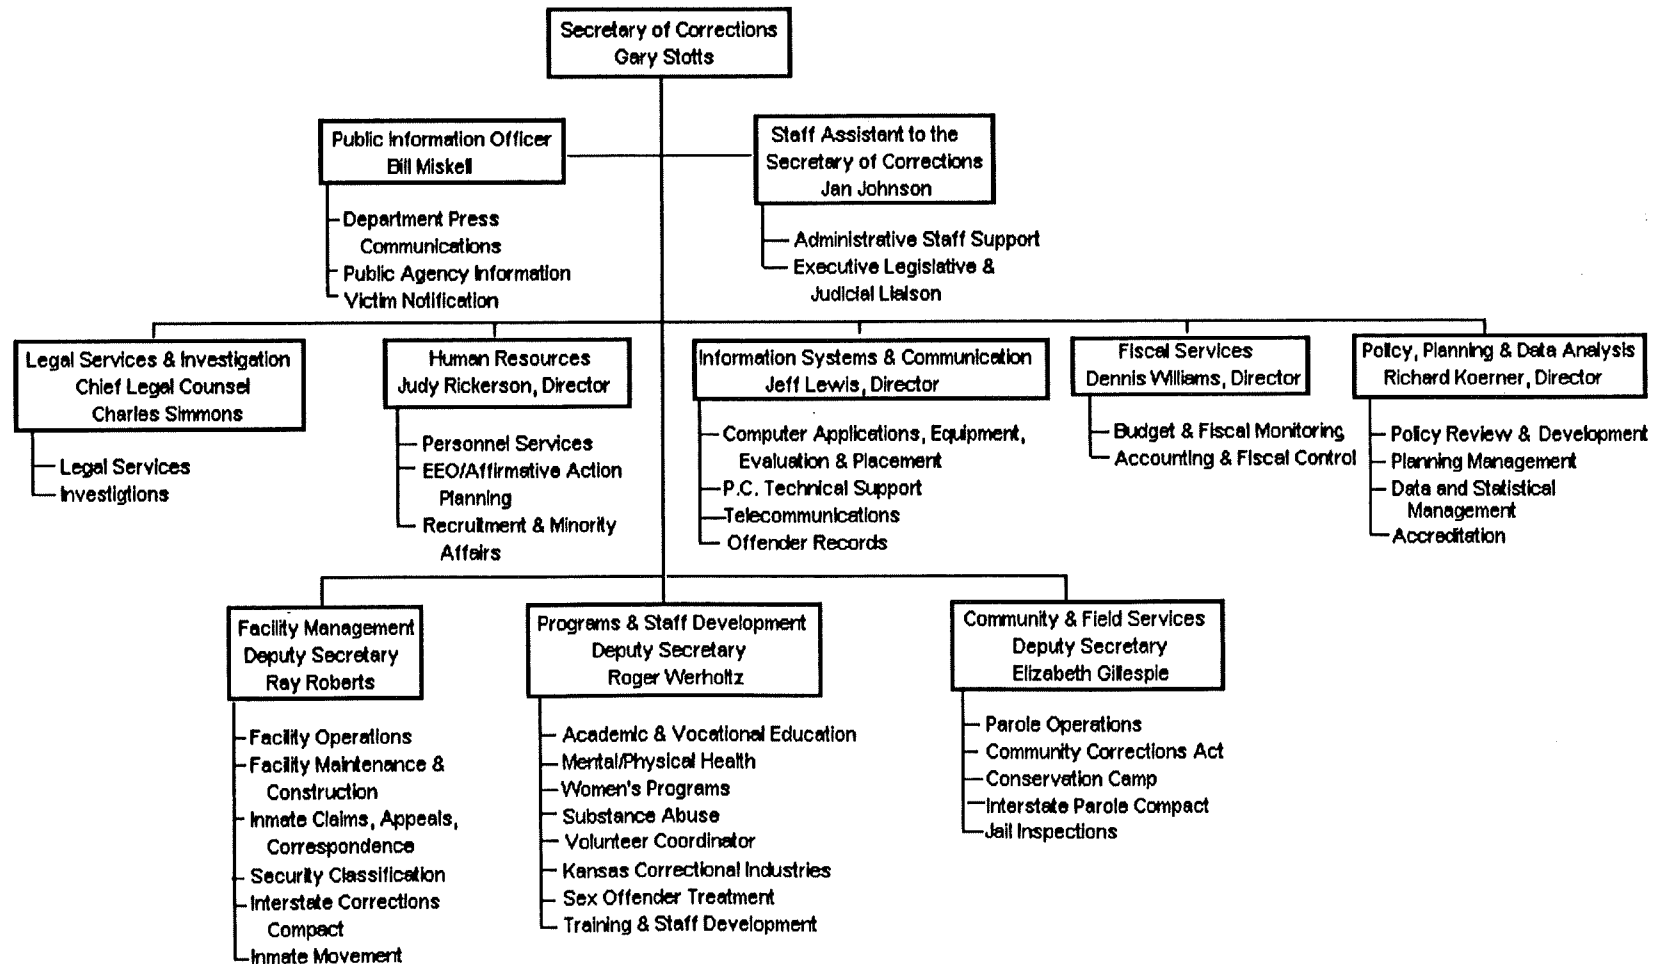 Secretary of Corrections
Gary Stotts
Public Information Officer
Bill Miskell
Department Press
Communications
Public Agency Information
Victim Notification
Staff Assistant to the
Secretary of Corrections
Jan Johnson
Administrative Staff Support
Executive Legislative &
Judicial Liaison
Legal Services & Investigation
Chief Legal Counsel
Charles Simmons
Legal Services
Investigtions
Human Resources
Judy Rickerson, Director
Personnel Services
EEO/Affirmative Action
Planning
Recruitment & Minority
Affairs
Information Systems & Communication
Jeff Lewis, Director
Computer Applications, Equipment,
Evaluation & Placement
P.C. Technical Support
Telecommunications
Offender Records
Fiscal Services
Dennis Williams, Director
Budget & Fiscal Monitoring
Accounting & Fiscal Control
Policy, Planning & Data Analysis
Richard Koerner, Director
Policy Review & Development
Planning Management
Data and Statistical
Management
Accreditation
Facility Management
Deputy Secretary
Ray Roberts
Facility Operations
Facility Maintenance &
Construction
Inmate Claims, Appeals,
Correspondence
Security Classification
Interstate Corrections
Compact
Inmate Movement
Programs & Staff Development
Deputy Secretary
Roger Werholtz
Academic & Vocational Education
Mental/Physical Health
Women's Programs
Substance Abuse
Volunteer Coordinator
Kansas Correctional Industries
Sex Offender Treatment
Training & Staff Development
Community & Field Services
Deputy Secretary
Elizabeth Gillespie
Parole Operations
Community Corrections Act
Conservation Camp
Interstate Parole Compact
Jail Inspections